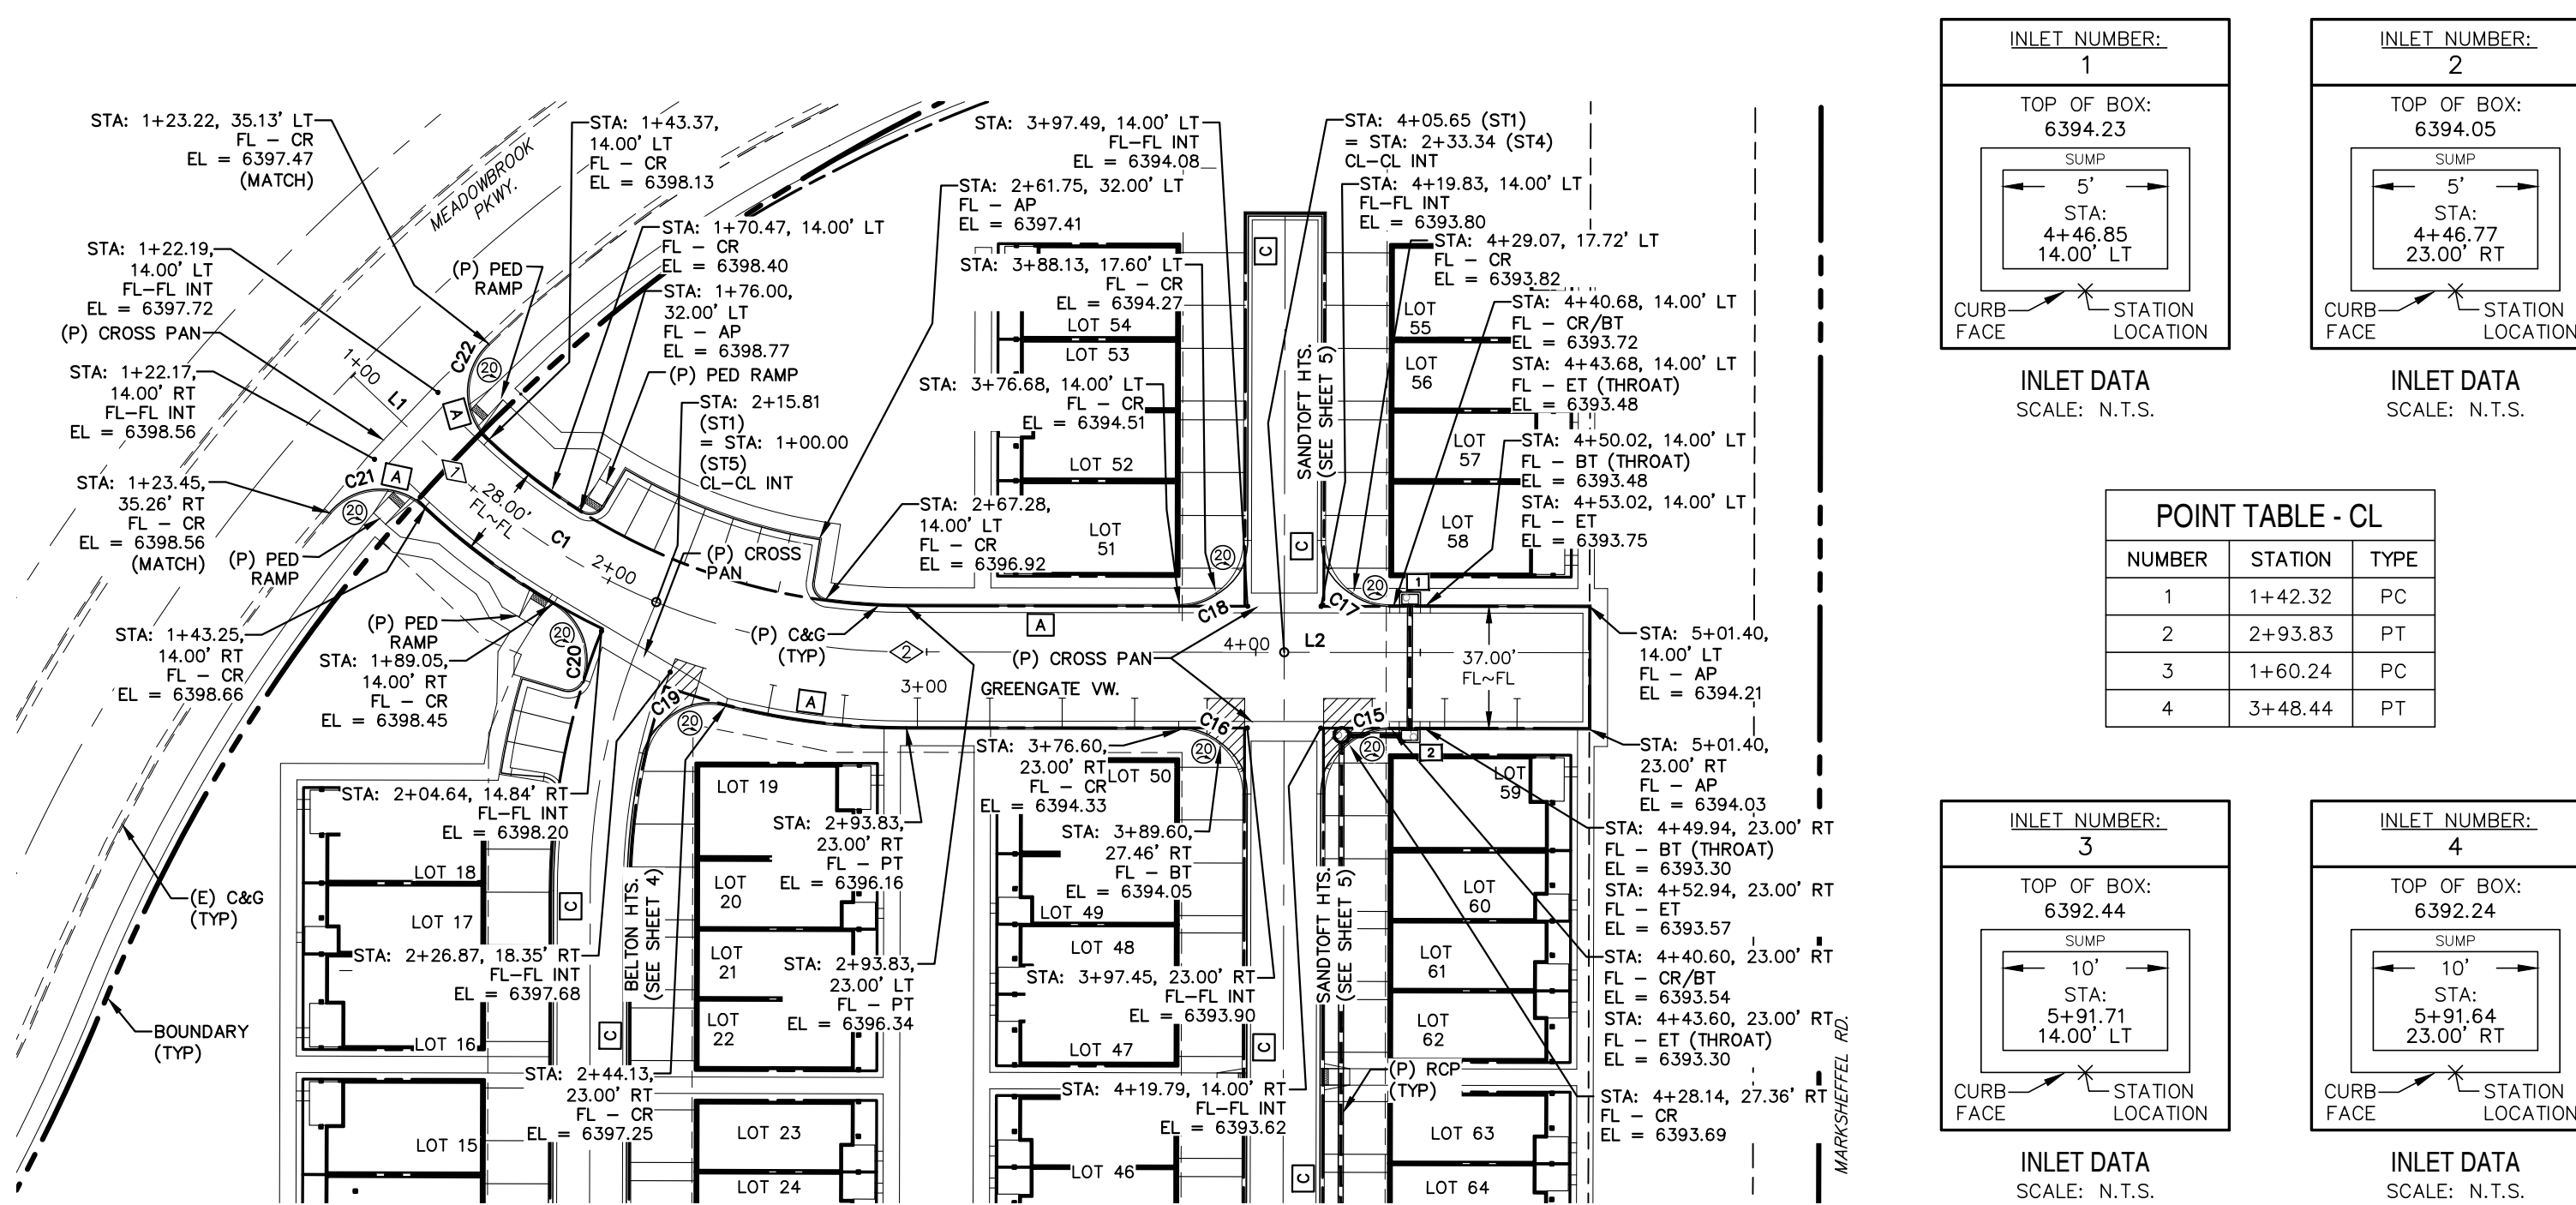 STA: 1+23.22, 35.13' LT
FL – CR
EL = 6397.47
(MATCH)
STA: 1+22.19,
14.00' LT
FL–FL INT
EL = 6397.72
(P) CROSS PAN
STA: 1+22.17,
14.00' RT
FL–FL INT
EL = 6398.56
STA: 1+23.45,
35.26' RT
FL – CR
EL = 6398.56
(MATCH)
(P) PED
RAMP
STA: 1+43.25,
14.00' RT
FL – CR
EL = 6398.66
(P) PED
RAMP
STA: 1+89.05,
14.00' RT
FL – CR
EL = 6398.45
MEADOWBROOK
PKWY.
(P) PED
RAMP
STA: 1+43.37,
14.00' LT
FL – CR
EL = 6398.13
STA: 1+70.47, 14.00' LT
FL – CR
EL = 6398.40
STA: 1+76.00,
32.00' LT
FL – AP
EL = 6398.77
(P) PED RAMP
STA: 2+15.81
(ST1)
= STA: 1+00.00
(ST5)
CL–CL INT
(P) CROSS
PAN
1+00
L1
C22
20
A
C21
A
20
1
28.00'
FL~FL
C1
2+00
20
C20
C19
20
A
(P) C&G
(TYP)
2
3+00
GREENGATE VW.
A
(P) CROSS PAN
4+00
L2
37.00'
FL~FL
STA: 3+97.49, 14.00' LT
FL–FL INT
EL = 6394.08
STA: 2+61.75, 32.00' LT
FL – AP
EL = 6397.41
STA: 3+88.13, 17.60' LT
FL – CR
EL = 6394.27
LOT 54
LOT 53
STA: 3+76.68, 14.00' LT
FL – CR
EL = 6394.51
LOT 52
STA: 2+67.28,
14.00' LT
FL – CR
EL = 6396.92
LOT
51
20
C18
C
C
SANDTOFT HTS.
(SEE SHEET 5)
C17
20
1
STA: 4+05.65 (ST1)
= STA: 2+33.34 (ST4)
CL–CL INT
STA: 4+19.83, 14.00' LT
FL–FL INT
EL = 6393.80
STA: 4+29.07, 17.72' LT
FL – CR
EL = 6393.82
STA: 4+40.68, 14.00' LT
FL – CR/BT
EL = 6393.72
STA: 4+43.68, 14.00' LT
FL – ET (THROAT)
EL = 6393.48
STA: 4+50.02, 14.00' LT
FL – BT (THROAT)
EL = 6393.48
STA: 4+53.02, 14.00' LT
FL – ET
EL = 6393.75
LOT
55
LOT
56
LOT
57
LOT
58
STA: 5+01.40,
14.00' LT
FL – AP
EL = 6394.21
STA: 5+01.40,
23.00' RT
FL – AP
EL = 6394.03
STA: 4+49.94, 23.00' RT
FL – BT (THROAT)
EL = 6393.30
STA: 4+52.94, 23.00' RT
FL – ET
EL = 6393.57
STA: 4+40.60, 23.00' RT
FL – CR/BT
EL = 6393.54
STA: 4+43.60, 23.00' RT
FL – ET (THROAT)
EL = 6393.30
STA: 4+28.14, 27.36' RT
FL – CR
EL = 6393.69
MARKSHEFFEL RD.
C16
C15
20
2
STA: 3+76.60,
23.00' RT
FL – CR
EL = 6394.33
STA: 3+89.60,
27.46' RT
FL – BT
EL = 6394.05
STA: 3+97.45, 23.00' RT
FL–FL INT
EL = 6393.90
STA: 4+19.79, 14.00' RT
FL–FL INT
EL = 6393.62
LOT 50
LOT 49
LOT 48
LOT 47
LOT 46
C
C
SANDTOFT HTS.
(SEE SHEET 5)
(P) RCP
(TYP)
LOT
59
LOT
60
LOT
61
LOT
62
LOT 63
LOT 64
STA: 2+04.64, 14.84' RT
FL–FL INT
EL = 6398.20
STA: 2+26.87, 18.35' RT
FL–FL INT
EL = 6397.68
STA: 2+44.13,
23.00' RT
FL – CR
EL = 6397.25
STA: 2+93.83,
23.00' RT
FL – PT
EL = 6396.16
STA: 2+93.83,
23.00' LT
FL – PT
EL = 6396.34
LOT 18
LOT 17
LOT 16
LOT 15
C
C
BELTON HTS.
(SEE SHEET 4)
LOT 19
LOT
20
LOT
21
LOT
22
LOT 23
LOT 24
(E) C&G
(TYP)
BOUNDARY
(TYP)
INLET NUMBER:
1
TOP OF BOX:
6394.23
SUMP
5'
STA:
4+46.85
14.00' LT
CURB
FACE
STATION
LOCATION
INLET DATA
SCALE: N.T.S.
INLET NUMBER:
2
TOP OF BOX:
6394.05
SUMP
5'
STA:
4+46.77
23.00' RT
CURB
FACE
STATION
LOCATION
INLET DATA
SCALE: N.T.S.
POINT TABLE - CL
NUMBER STATION TYPE
1 1+42.32 PC
2 2+93.83 PT
3 1+60.24 PC
4 3+48.44 PT
INLET NUMBER:
3
TOP OF BOX:
6392.44
SUMP
10'
STA:
5+91.71
14.00' LT
CURB
FACE
STATION
LOCATION
INLET DATA
SCALE: N.T.S.
INLET NUMBER:
4
TOP OF BOX:
6392.24
SUMP
10'
STA:
5+91.64
23.00' RT
CURB
FACE
STATION
LOCATION
INLET DATA
SCALE: N.T.S.